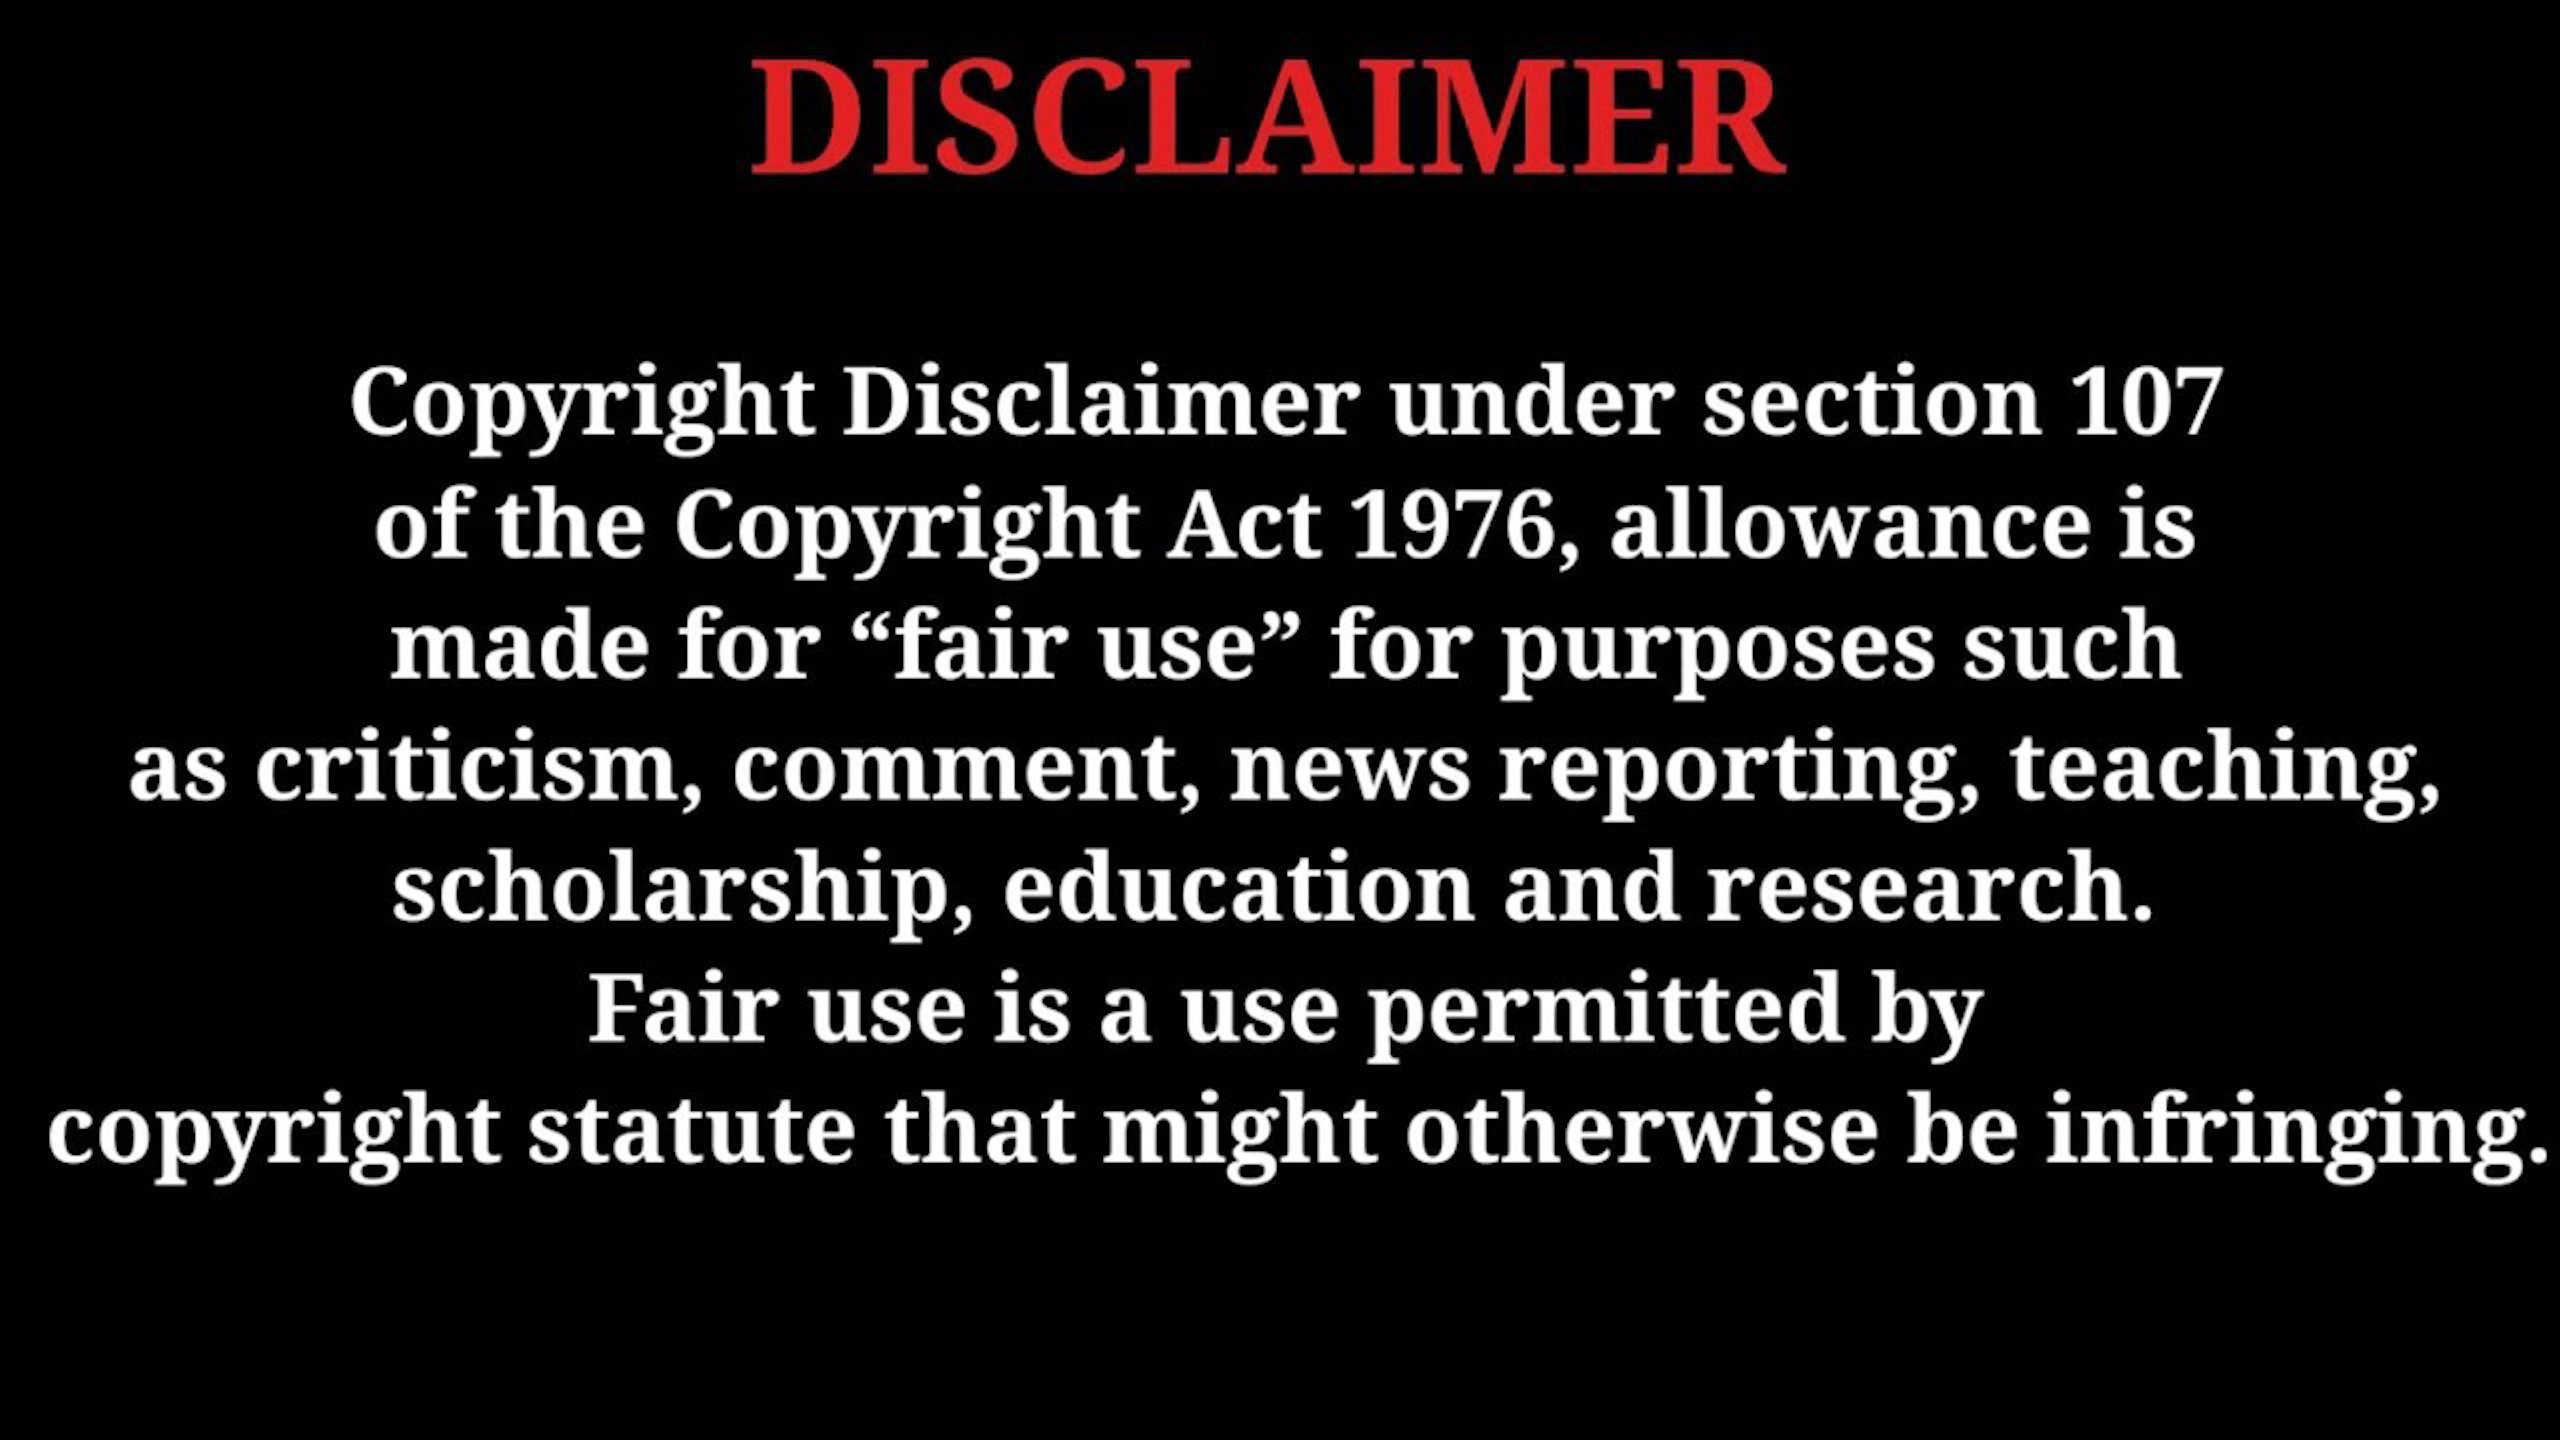 DISCLAIMER
Copyright Disclaimer under section 107
of the Copyright Act 1976, allowance is
made for “fair use” for purposes such
as criticism, comment, news reporting, teaching,
scholarship, education and research.
Fair use is a use permitted by
copyright statute that might otherwise be infringing.